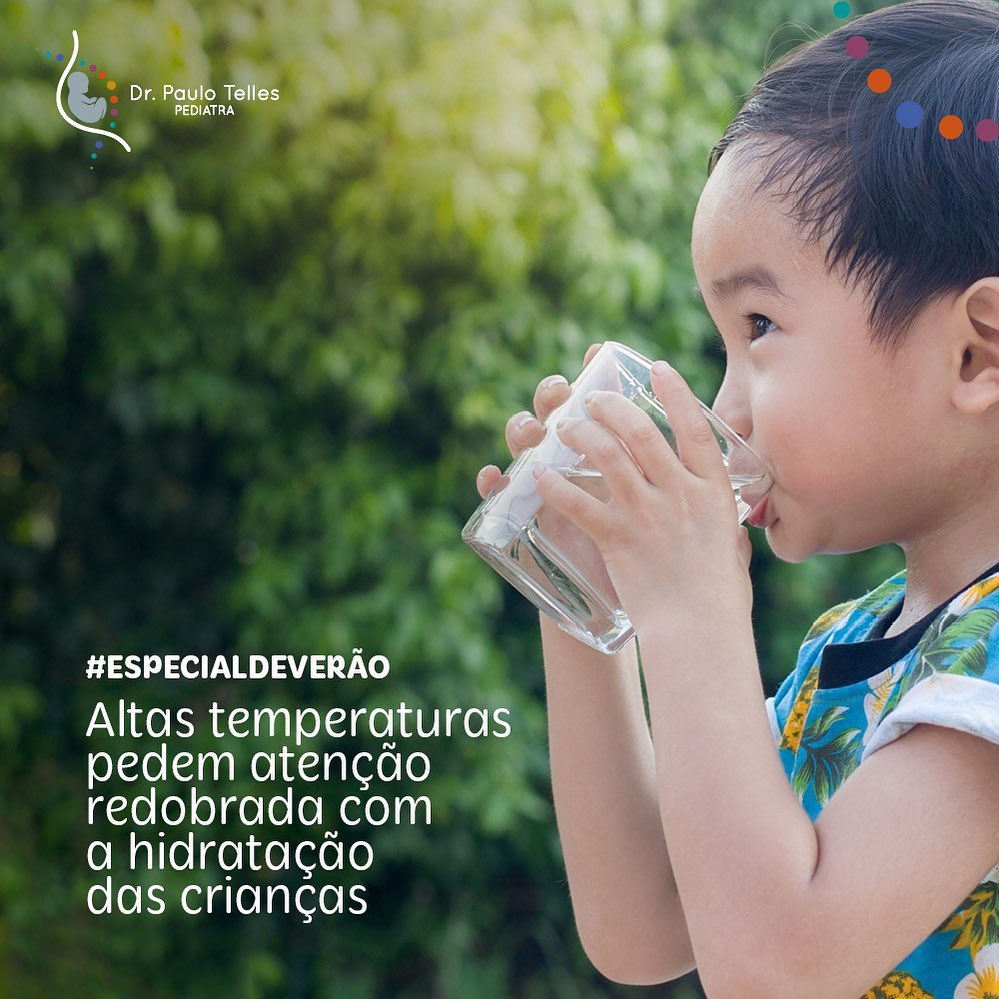 Dr. Paulo Telles
PEDIATRA
#ESPECIALDEVERÃO
Altas temperaturas
pedem atenção
redobrada com
a hidratação
das crianças